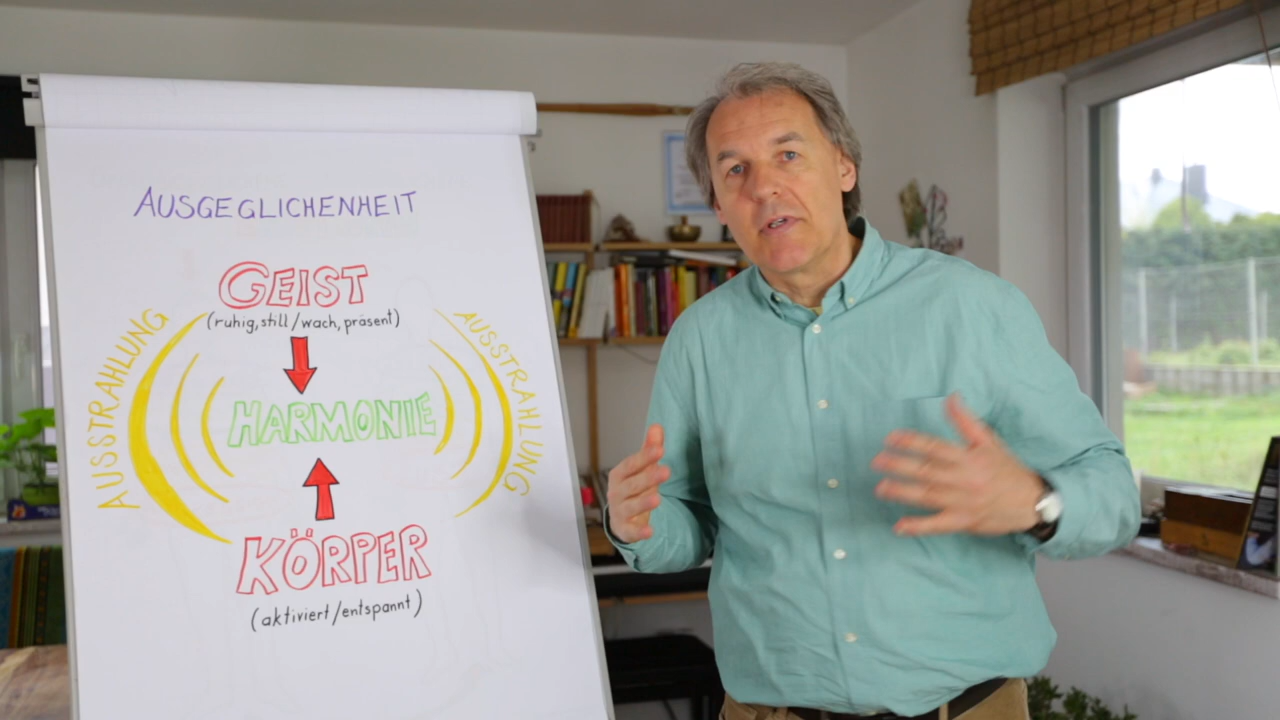 AUSGEGLICHENHEIT
GEIST
(ruhig, still/wach, präsent)
AUSSTRAHLUNG
AUSSTRAHLUNG
HARMONIE
KÖRPER
(aktiviert/entspannt)